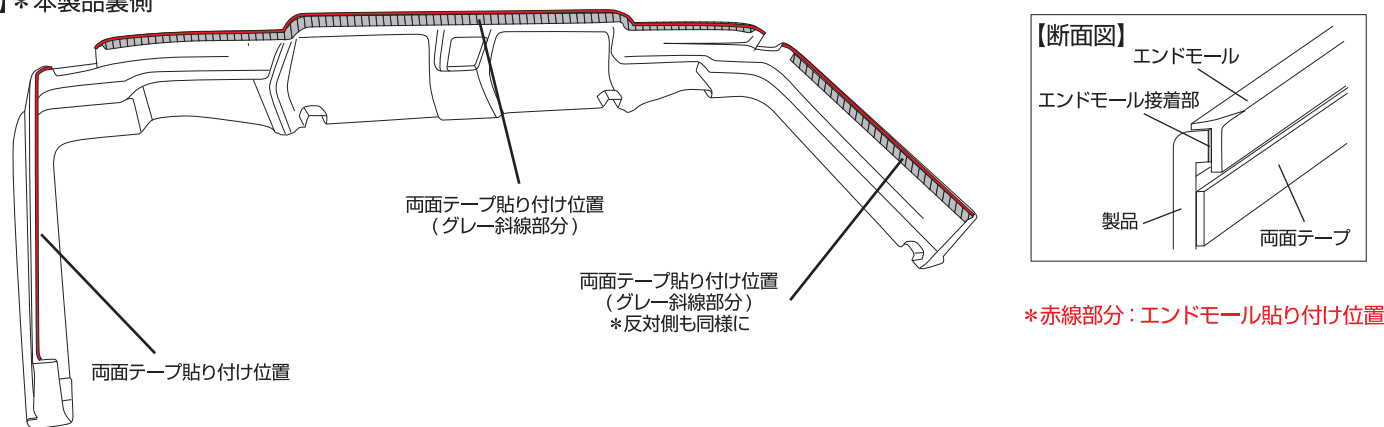 】＊本製品裏側
両面テープ貼り付け位置
(グレー斜線部分)
両面テープ貼り付け位置
(グレー斜線部分)
＊反対側も同様に
両面テープ貼り付け位置
【断面図】
エンドモール
エンドモール接着部
製品
両面テープ
＊赤線部分：エンドモール貼り付け位置